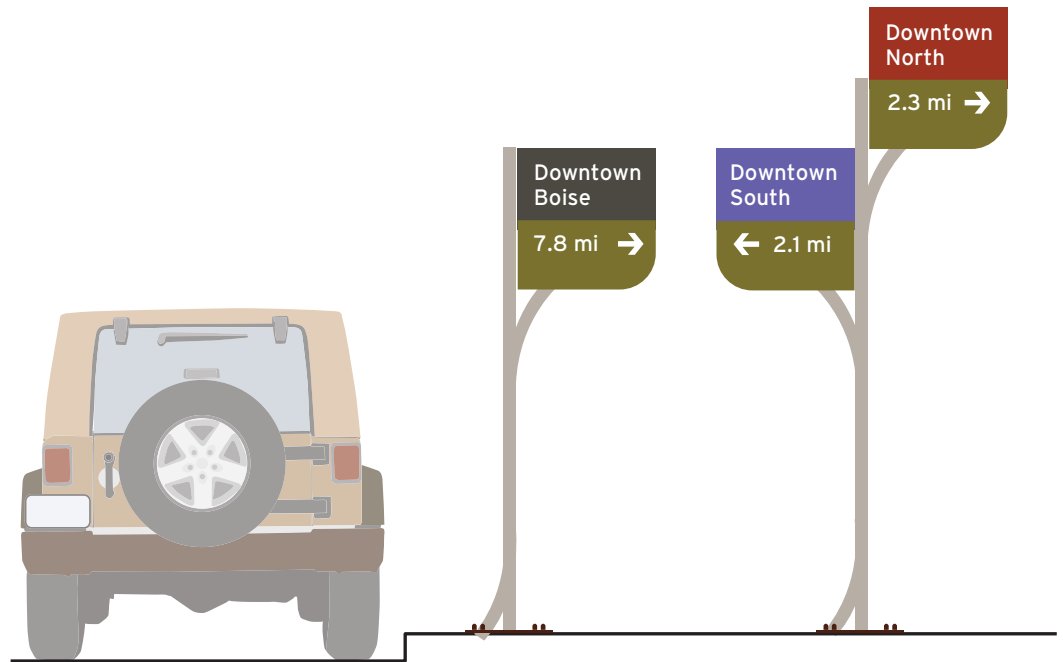 Downtown
Boise
7.8 mi →
Downtown
South
← 2.1 mi
Downtown
North
2.3 mi →